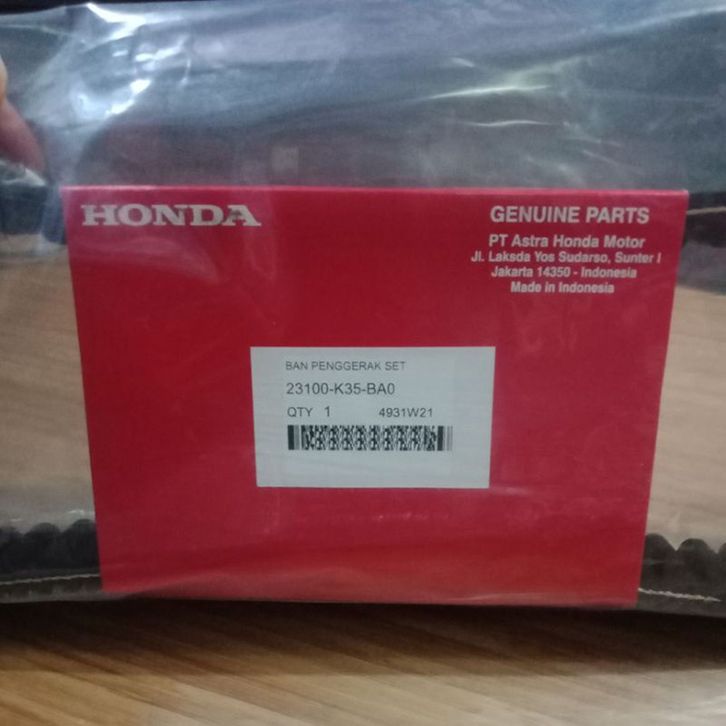 HONDA
GENUINE PARTS
PT Astra Honda Motor
Jl. Laksda Yos Sudarso, Sunter I
Jakarta 14350 - Indonesia
Made in Indonesia
BAN PENGGERAK SET
23100-K35-BA0
QTY 1 4931W21